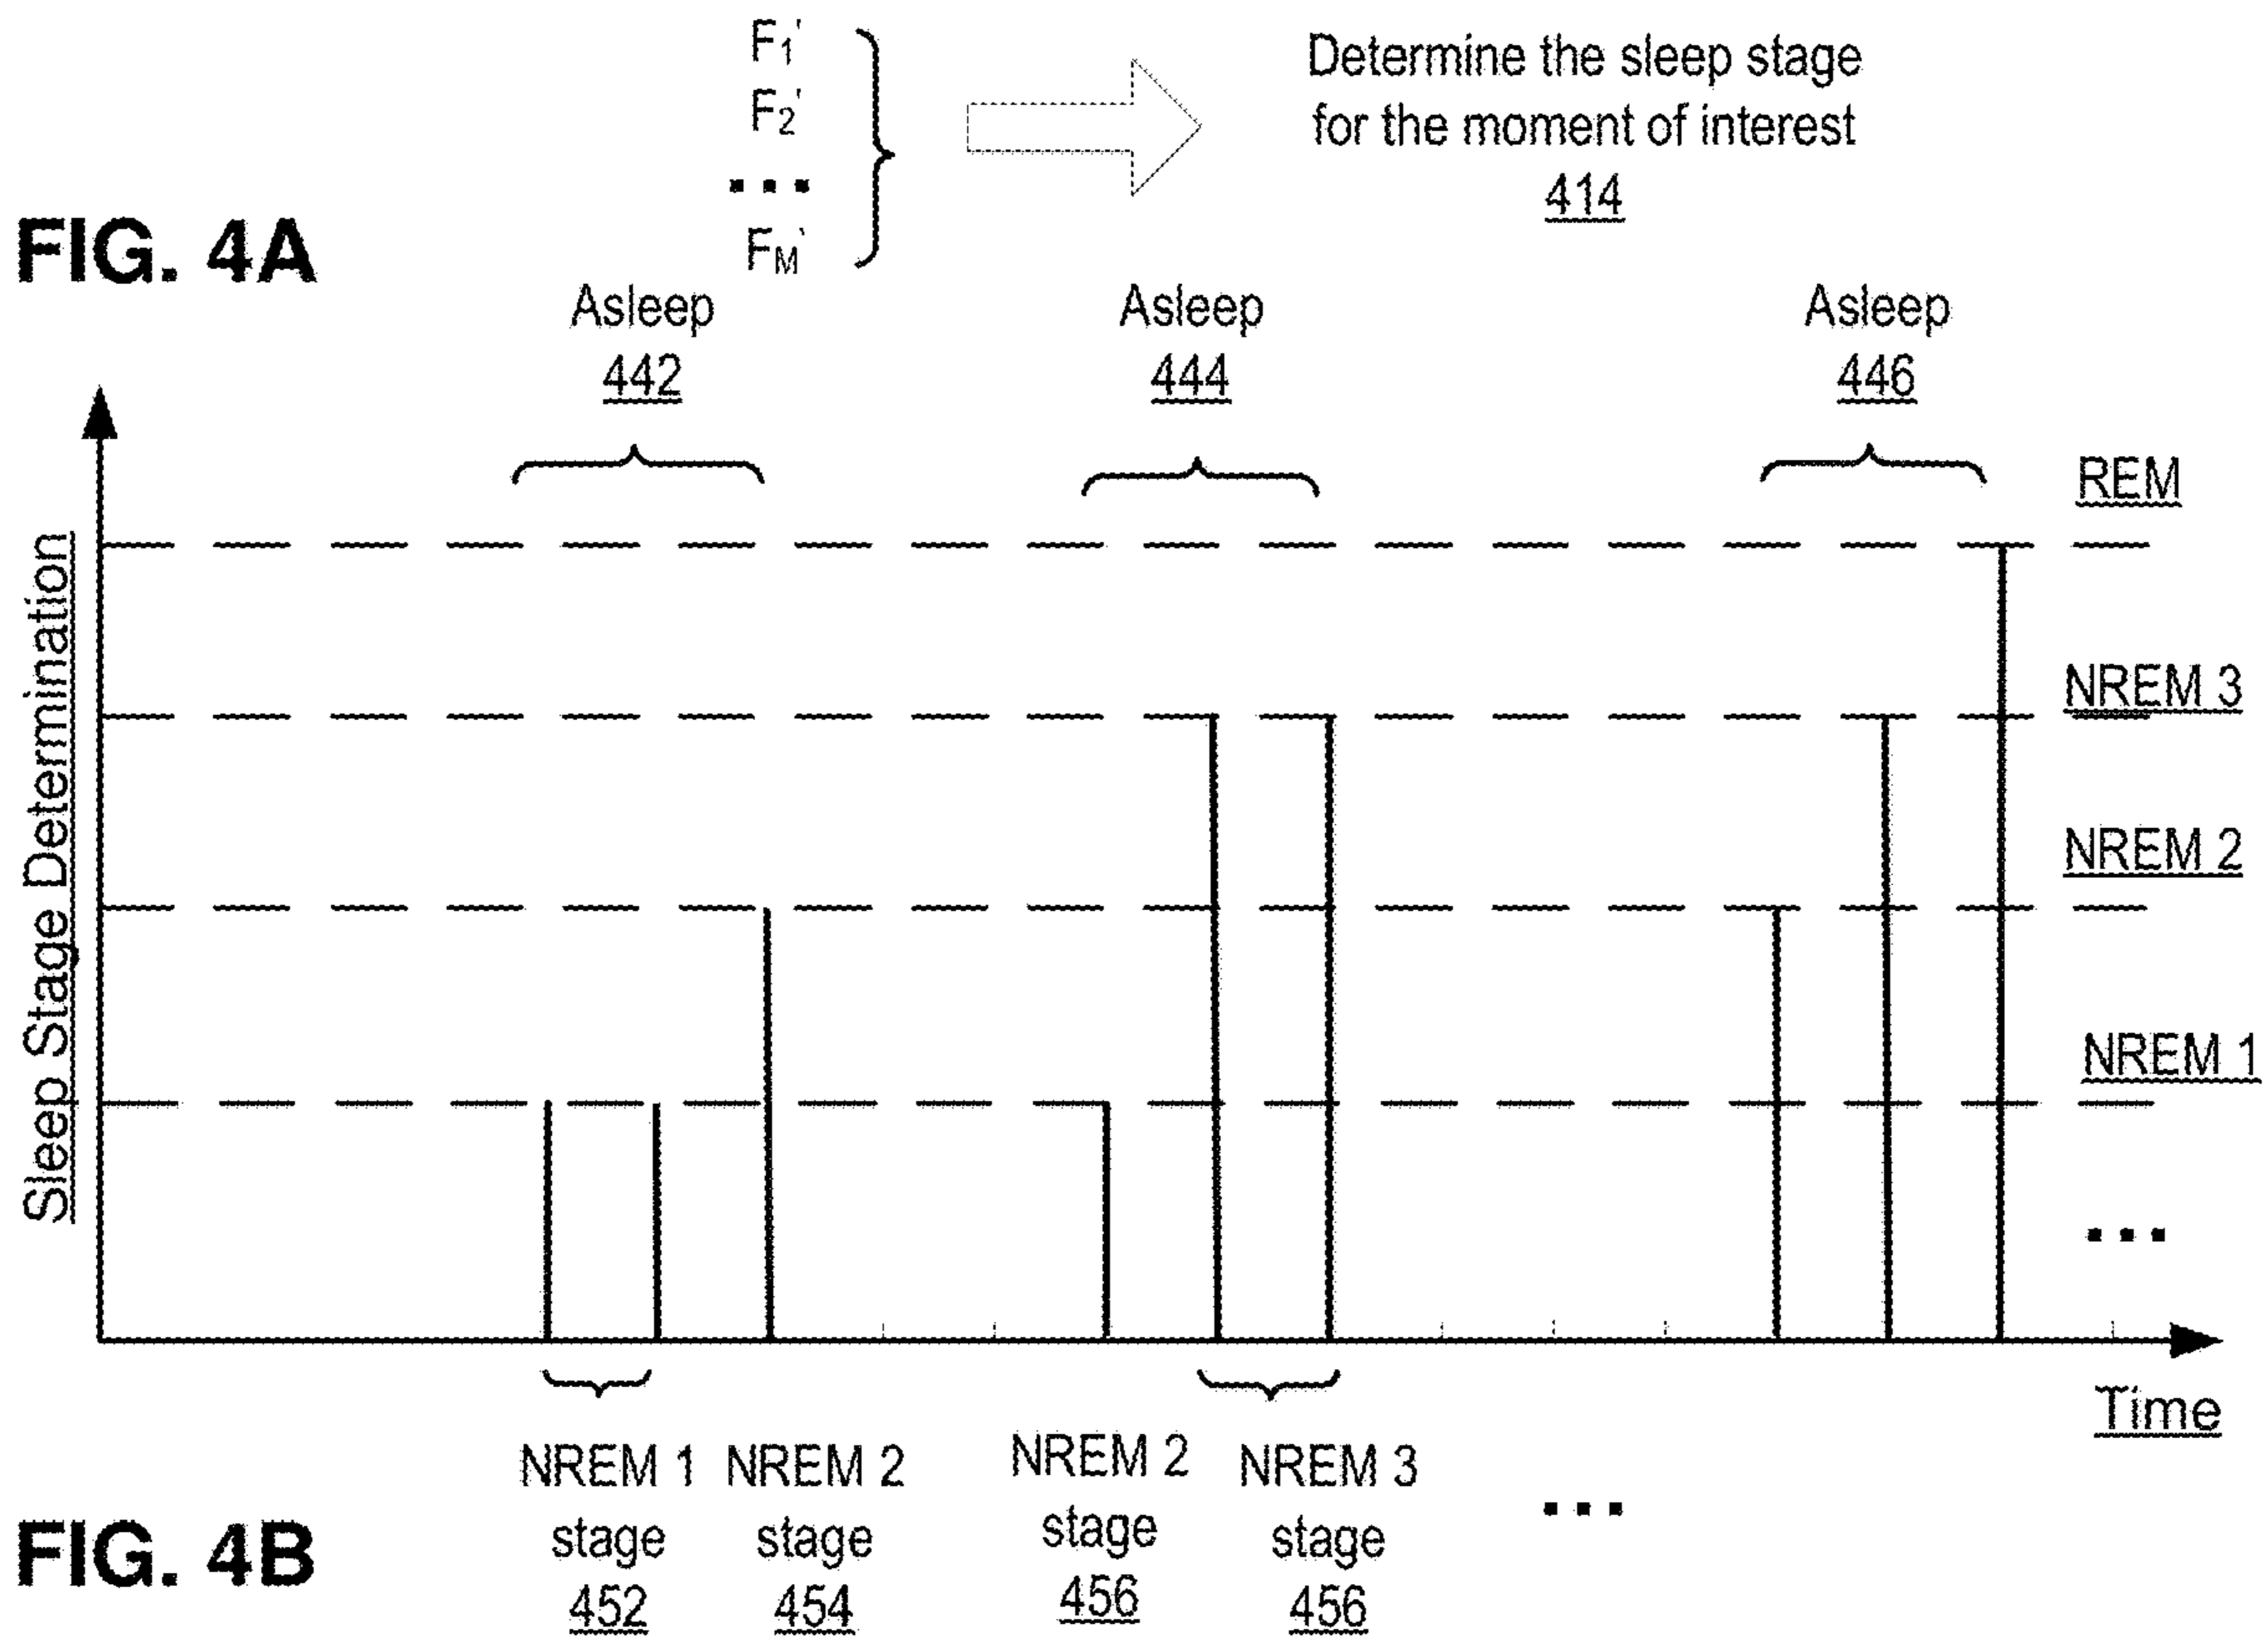 F₁'
F₂'
...
F_M'
Determine the sleep stage
for the moment of interest
414
FIG. 4A
Asleep
442
Asleep
444
Asleep
446
Sleep Stage Determination
REM
NREM 3
NREM 2
NREM 1
...
Time
NREM 1
stage
452
NREM 2
stage
454
NREM 2
stage
456
NREM 3
stage
456
...
FIG. 4B